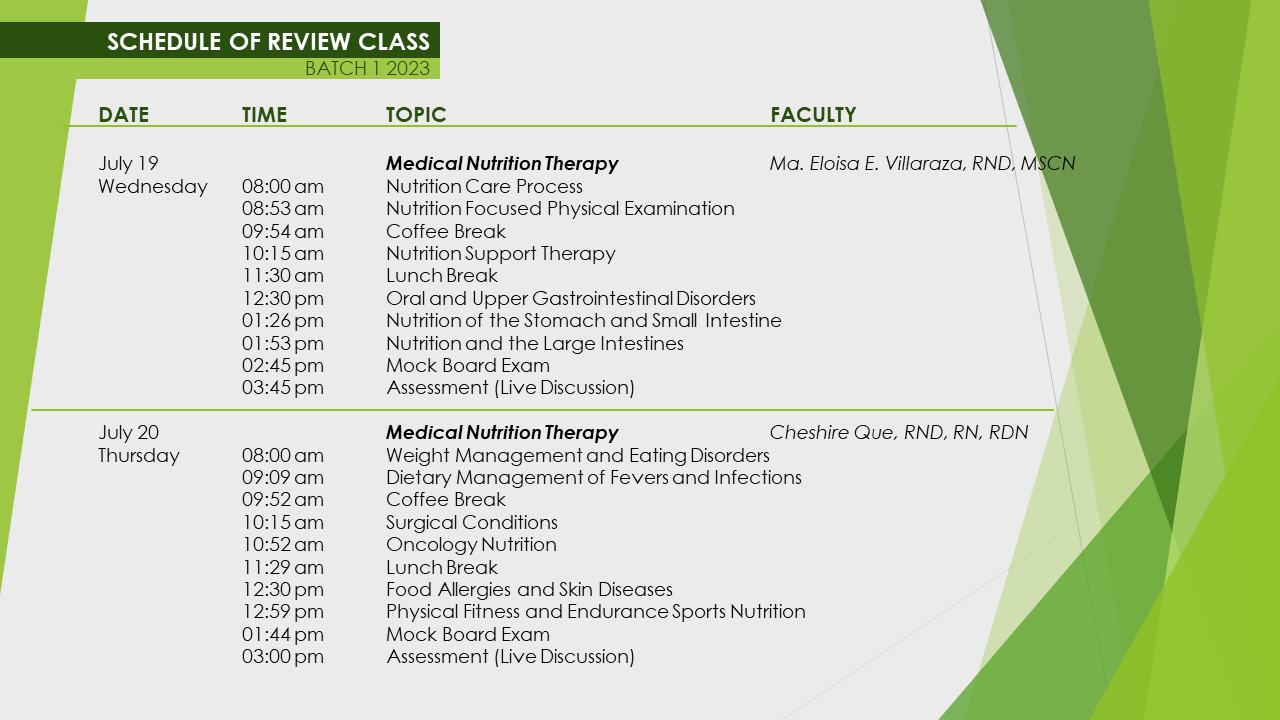 SCHEDULE OF REVIEW CLASS
BATCH 1 2023
DATE TIME TOPIC FACULTY
July 19 Medical Nutrition Therapy Ma. Eloisa E. Villaraza, RND, MSCN
Wednesday 08:00 am Nutrition Care Process
08:53 am Nutrition Focused Physical Examination
09:54 am Coffee Break
10:15 am Nutrition Support Therapy
11:30 am Lunch Break
12:30 pm Oral and Upper Gastrointestinal Disorders
01:26 pm Nutrition of the Stomach and Small Intestine
01:53 pm Nutrition and the Large Intestines
02:45 pm Mock Board Exam
03:45 pm Assessment (Live Discussion)
July 20 Medical Nutrition Therapy Cheshire Que, RND, RN, RDN
Thursday 08:00 am Weight Management and Eating Disorders
09:09 am Dietary Management of Fevers and Infections
09:52 am Coffee Break
10:15 am Surgical Conditions
10:52 am Oncology Nutrition
11:29 am Lunch Break
12:30 pm Food Allergies and Skin Diseases
12:59 pm Physical Fitness and Endurance Sports Nutrition
01:44 pm Mock Board Exam
03:00 pm Assessment (Live Discussion)